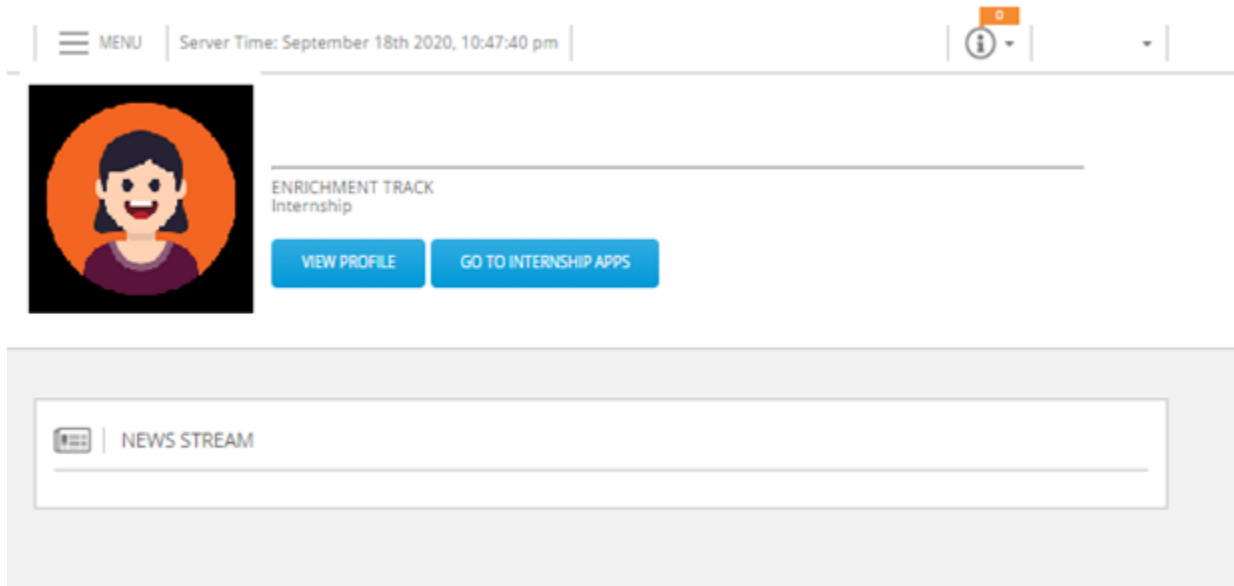 0
MENU
Server Time: September 18th 2020, 10:47:40 pm
ENRICHMENT TRACK
Internship
VIEW PROFILE
GO TO INTERNSHIP APPS
NEWS STREAM